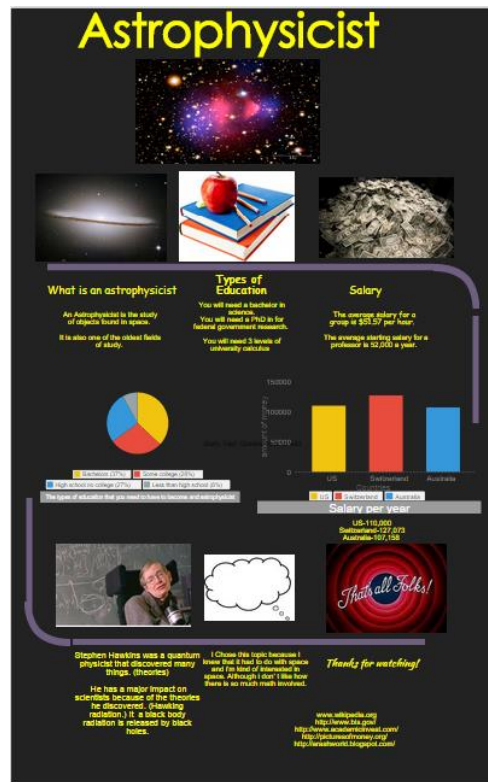 Astrophysicist
What is an astrophysicist
An Astrophysicist is the study
of objects found in space.
It is also one of the oldest fields
of study.
Types of
Education
You will need a bachelor in
science.
You will need a PhD in for
federal government research.
You will need 3 levels of
university calculus
Salary
The average salary for a
group is $51.57 per hour.
The average starting salary for a
professor is 52,000 a year.
Bachelors (37%)
Some college (28%)
High school no college (27%)
Less than high school (8%)
The types of education that you need to have to become and astrophysicist
150000
100000
50000
0
amount of money
US
Switzerland
Australia
Countries
US
Switzerland
Australia
Salary per year
US-110,000
Switzerland-127,073
Australia-107,158
That's all Folks!
Stephen Hawkins was a quantum
physicist that discovered many
things. (theories)
He has a major impact on
scientists because of the theories
he discovered. (Hawking
radiation.) It a black body
radiation is released by black
holes.
I Chose this topic because I
knew that it had to do with space
and I'm kind of interested in
space. Although i don' t like how
there is so much math involved.
Thanks for watching!
www.wikipedia.org
http://www.bls.gov/
http://www.academicinvest.com/
http://picturesofmoney.org/
http://arashworld.blogspot.com/